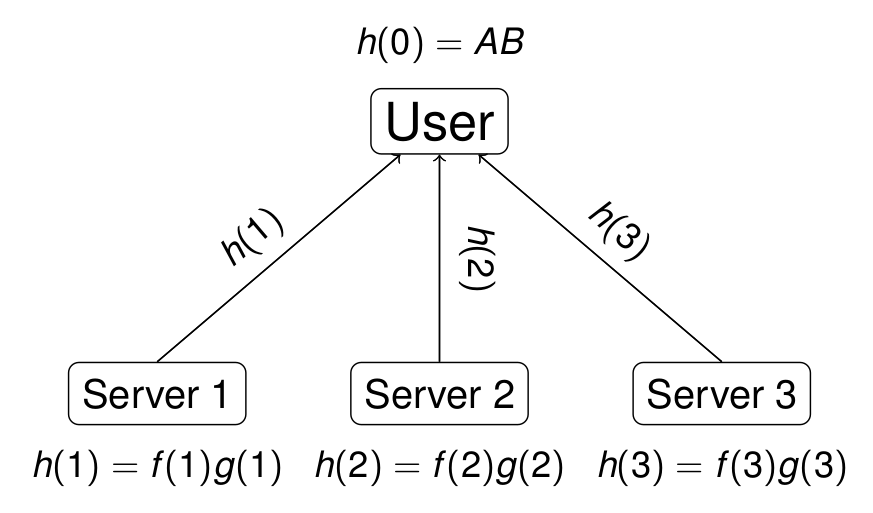 h(0) = AB
User
h(1)
h(2)
h(3)
Server 1
Server 2
Server 3
h(1) = f(1)g(1)
h(2) = f(2)g(2)
h(3) = f(3)g(3)